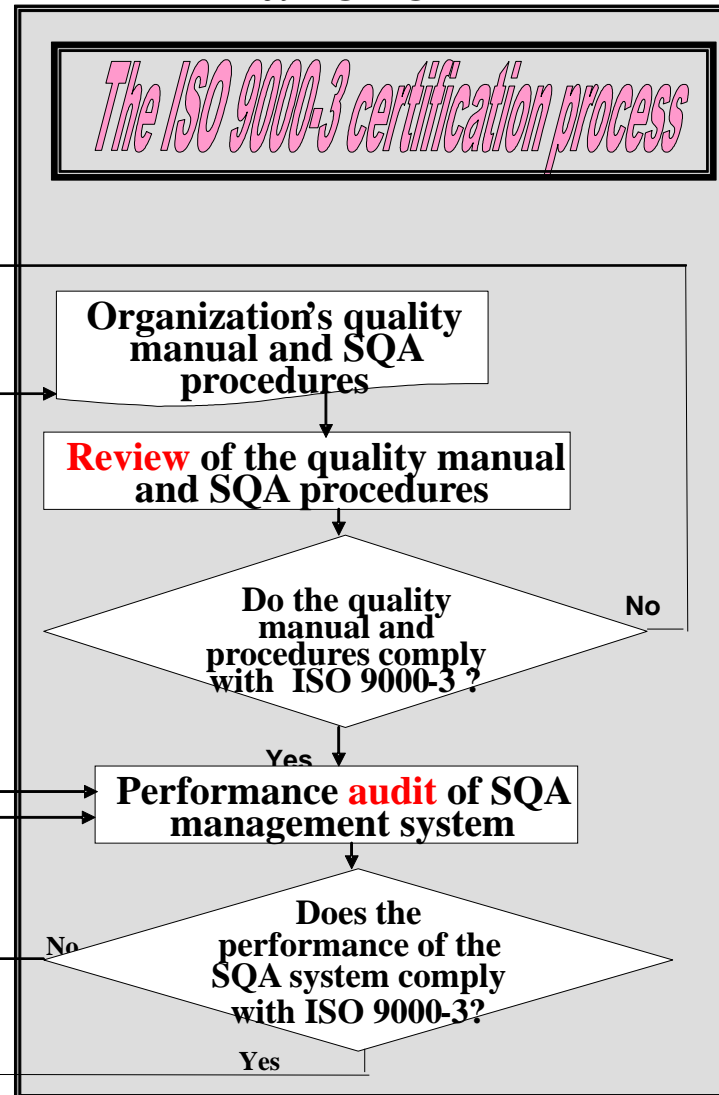 The ISO 9000-3 certification process
Organization's quality
manual and SQA
procedures
Review of the quality manual
and SQA procedures
Do the quality
manual and
procedures comply
with ISO 9000-3 ?
No
Yes
Performance audit of SQA
management system
Does the
performance of the
SQA system comply
with ISO 9000-3?
No
Yes